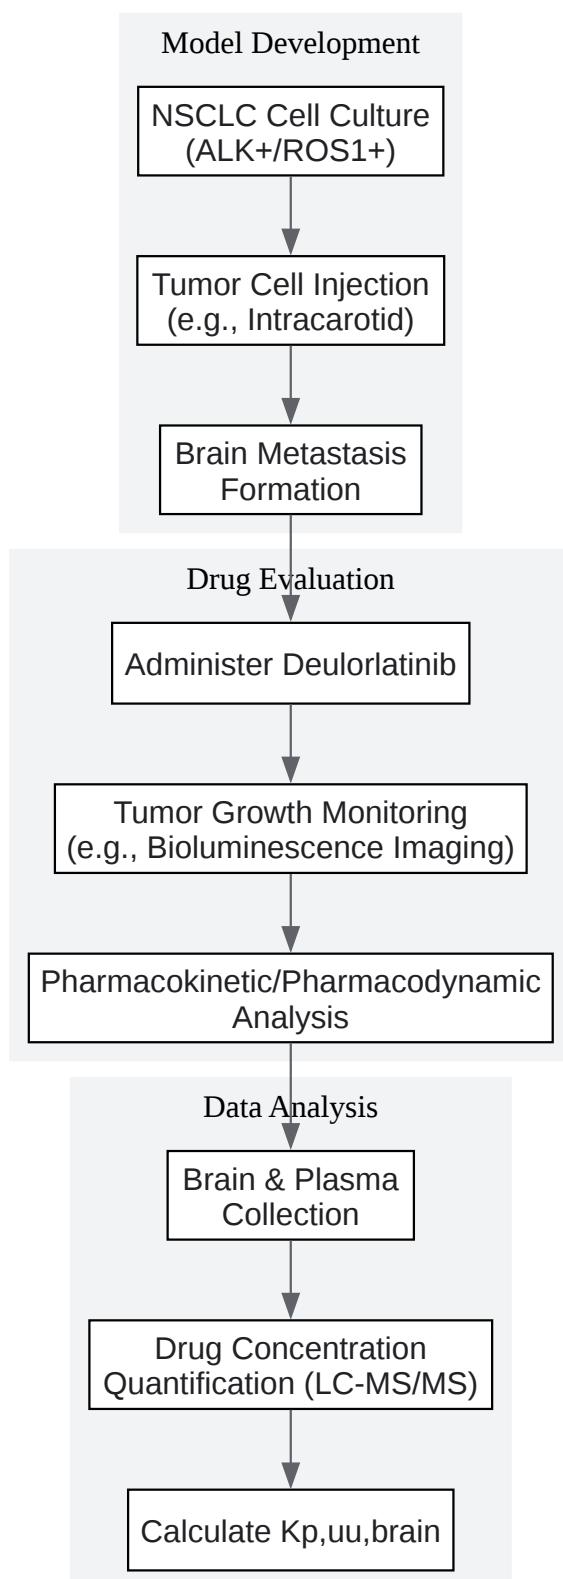 Model Development
NSCLC Cell Culture
(ALK+/ROS1+)
Tumor Cell Injection
(e.g., Intracarotid)
Brain Metastasis
Formation
Drug Evaluation
Administer Deulorlatinib
Tumor Growth Monitoring
(e.g., Bioluminescence Imaging)
Pharmacokinetic/Pharmacodynamic
Analysis
Data Analysis
Brain & Plasma
Collection
Drug Concentration
Quantification (LC-MS/MS)
Calculate Kp,uu,brain